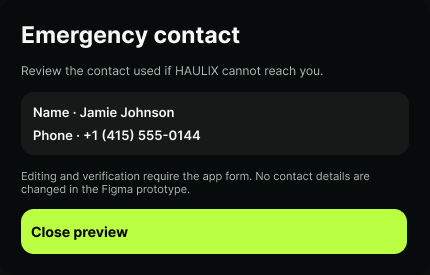 Emergency contact
Review the contact used if HAULIX cannot reach you.
Name · Jamie Johnson
Phone · +1 (415) 555-0144
Editing and verification require the app form. No contact details are
changed in the Figma prototype.
Close preview